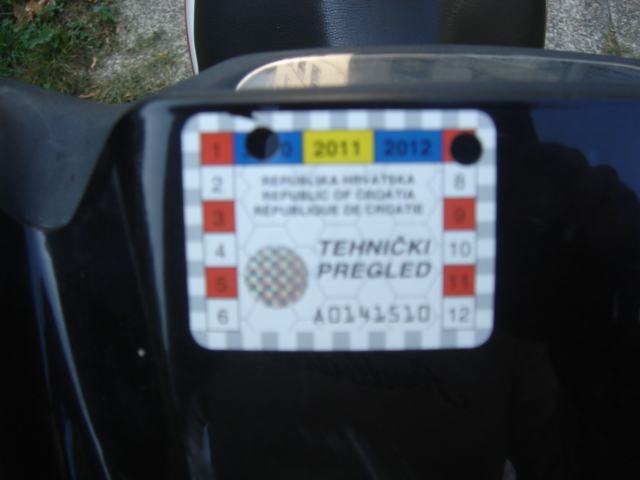 1 2011 2012
2 REPUBLIKA HRVATSKA 8
REPUBLIC OF CROATIA
3 RÉPUBLIQUE DE CROATIE 9
4 TEHNIČKI 10
5 PREGLED 11
6 A0141510 12